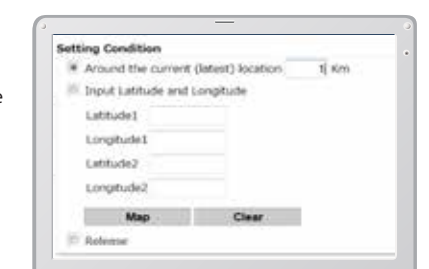 Setting Condition
Around the current (latest) location 1 Km
Input Latitude and Longitude
Latitude1
Longitude1
Latitude2
Longitude2
Map Clear
Release
e